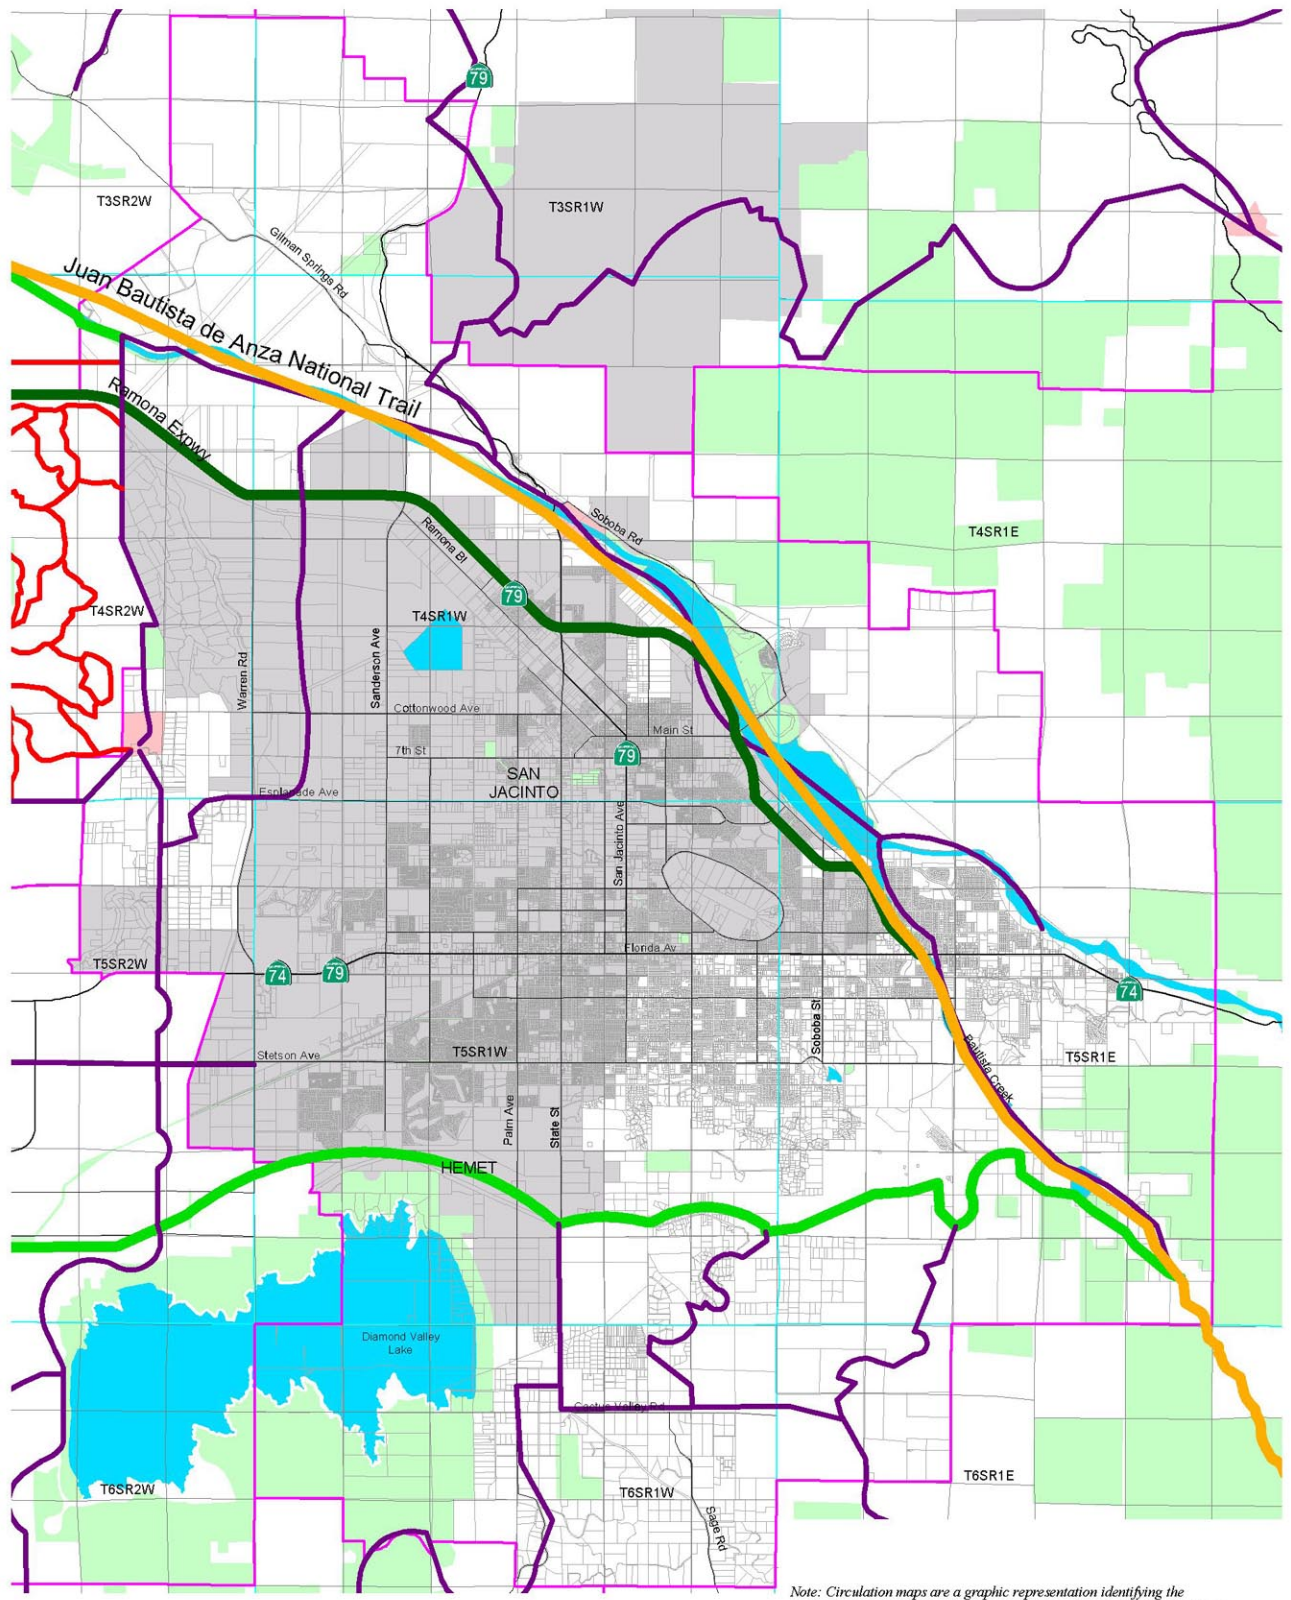 79
T3SR2W
T3SR1W
Gilman Springs Rd
Juan Bautista de Anza National Trail
Ramona Expwy
Soboba Rd
Ramona Bl
T4SR1E
79
T4SR2W
T4SR1W
Warren Rd
Sanderson Ave
Cottonwood Ave
Main St
7th St
79
SAN
JACINTO
Esplanade Ave
San Jacinto Ave
Florida Av
T5SR2W
74
79
74
Soboba St
Stetson Ave
T5SR1W
Bautista Creek
T5SR1E
Palm Ave
State St
HEMET
Diamond Valley
Lake
Cactus Valley Rd
T6SR2W
T6SR1W
T6SR1E
Sage Rd
Note: Circulation maps are a graphic representation identifying the